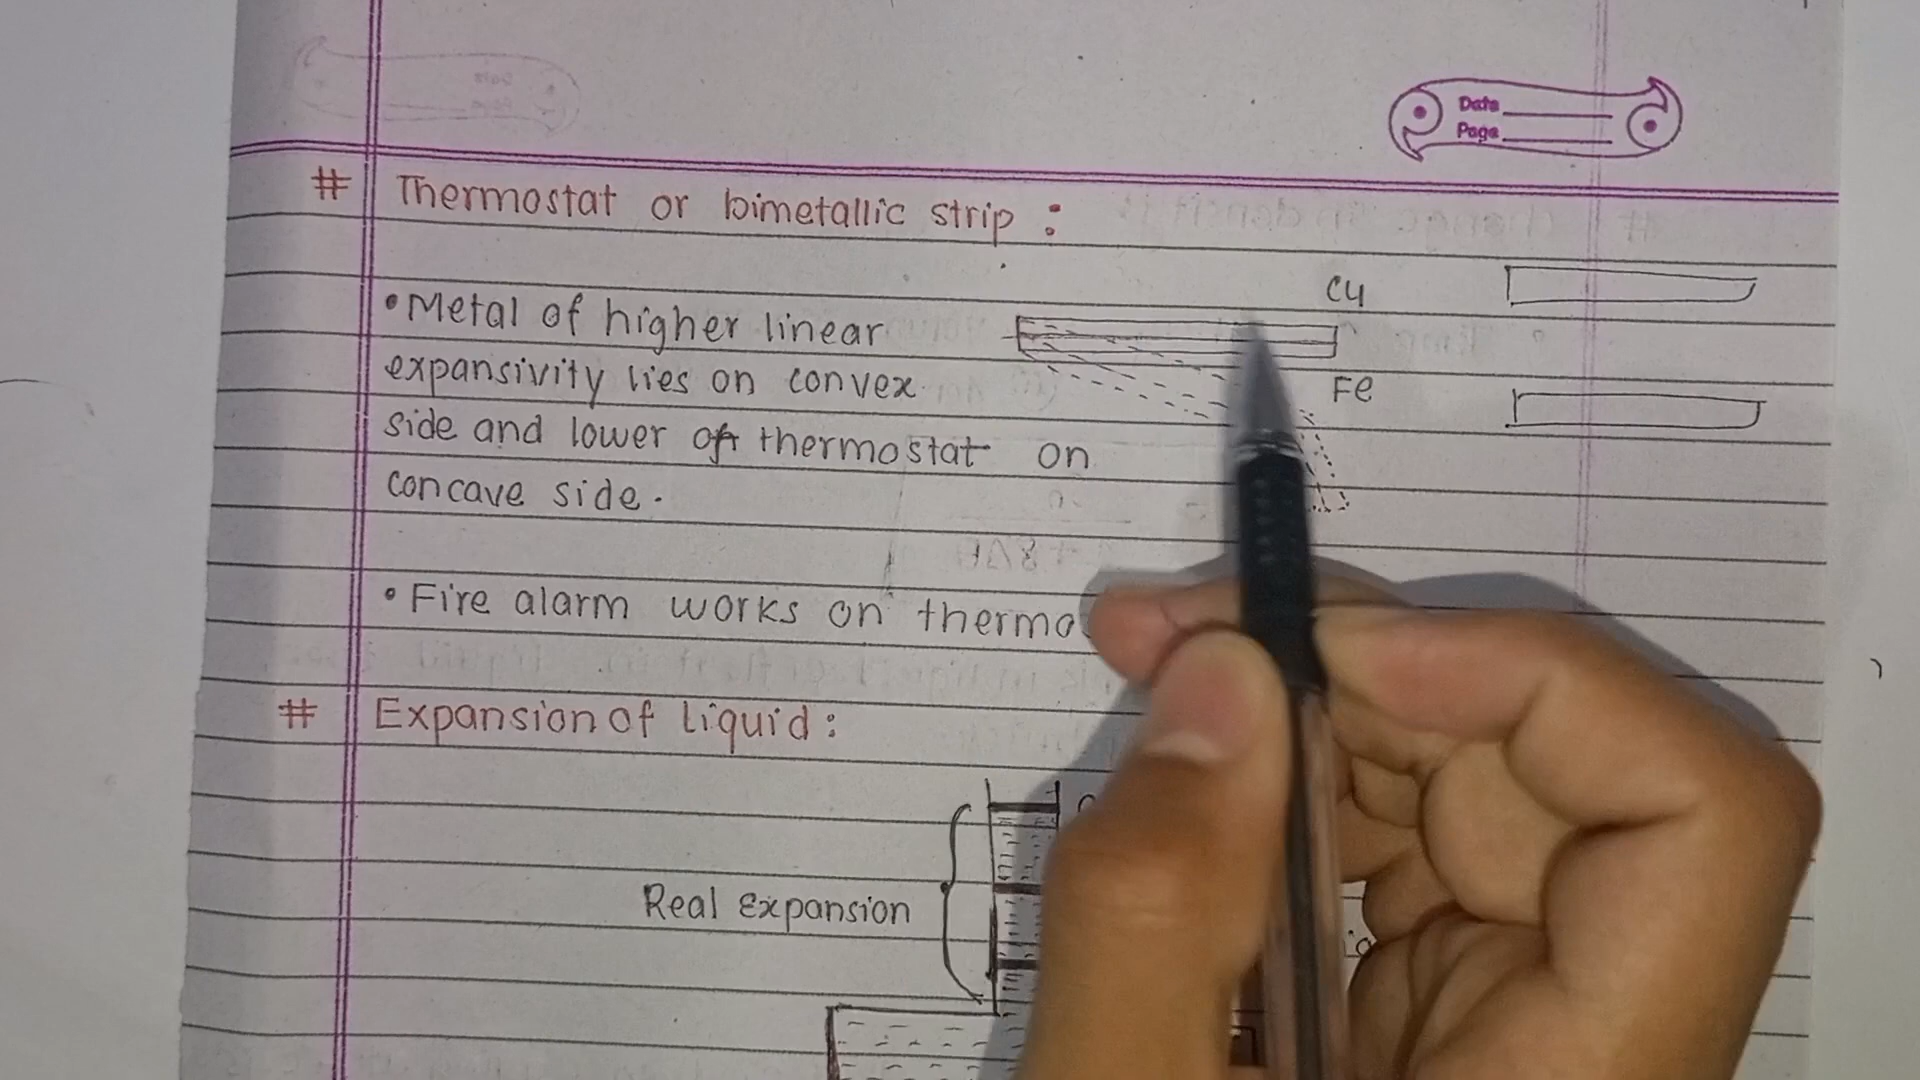 Date
Page
# Thermostat or bimetallic strip :
Cu
• Metal of higher linear
expansivity lies on convex
Fe
side and lower of thermostat on
concave side.
• Fire alarm works on
# Expansion of liquid :
Real Expansion